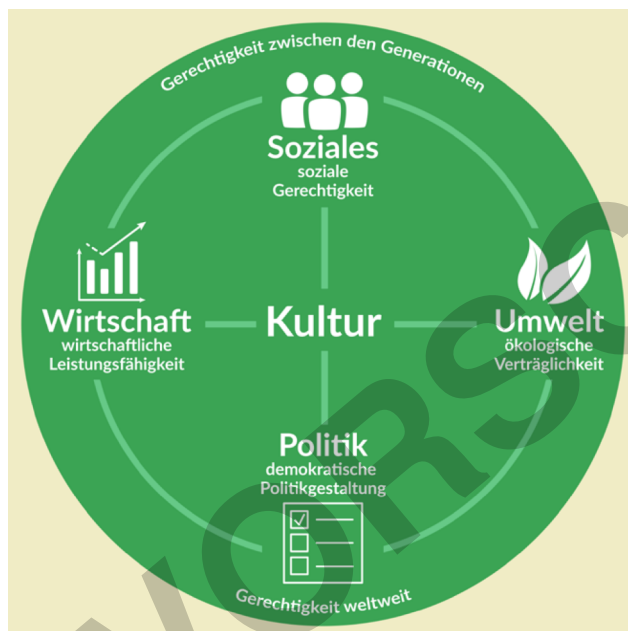 Gerechtigkeit zwischen den Generationen
Soziales
soziale
Gerechtigkeit
Wirtschaft
wirtschaftliche
Leistungsfähigkeit
Kultur
Umwelt
ökologische
Verträglichkeit
Politik
demokratische
Politikgestaltung
Gerechtigkeit weltweit
VORSC